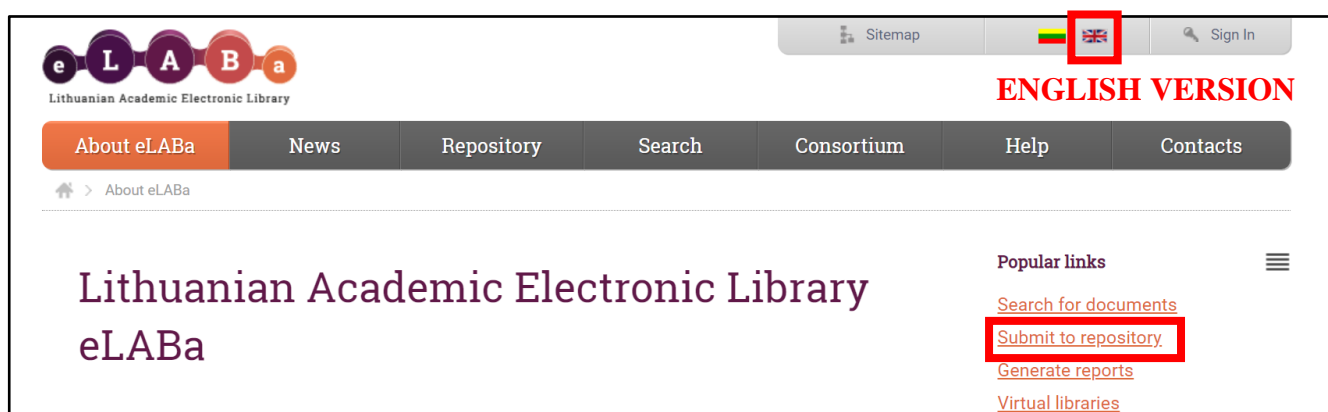 e L A B a
Lithuanian Academic Electronic Library
Sitemap
Sign In
ENGLISH VERSION
About eLABa News Repository Search Consortium Help Contacts
> About eLABa
Lithuanian Academic Electronic Library
eLABa
Popular links
Search for documents
Submit to repository
Generate reports
Virtual libraries